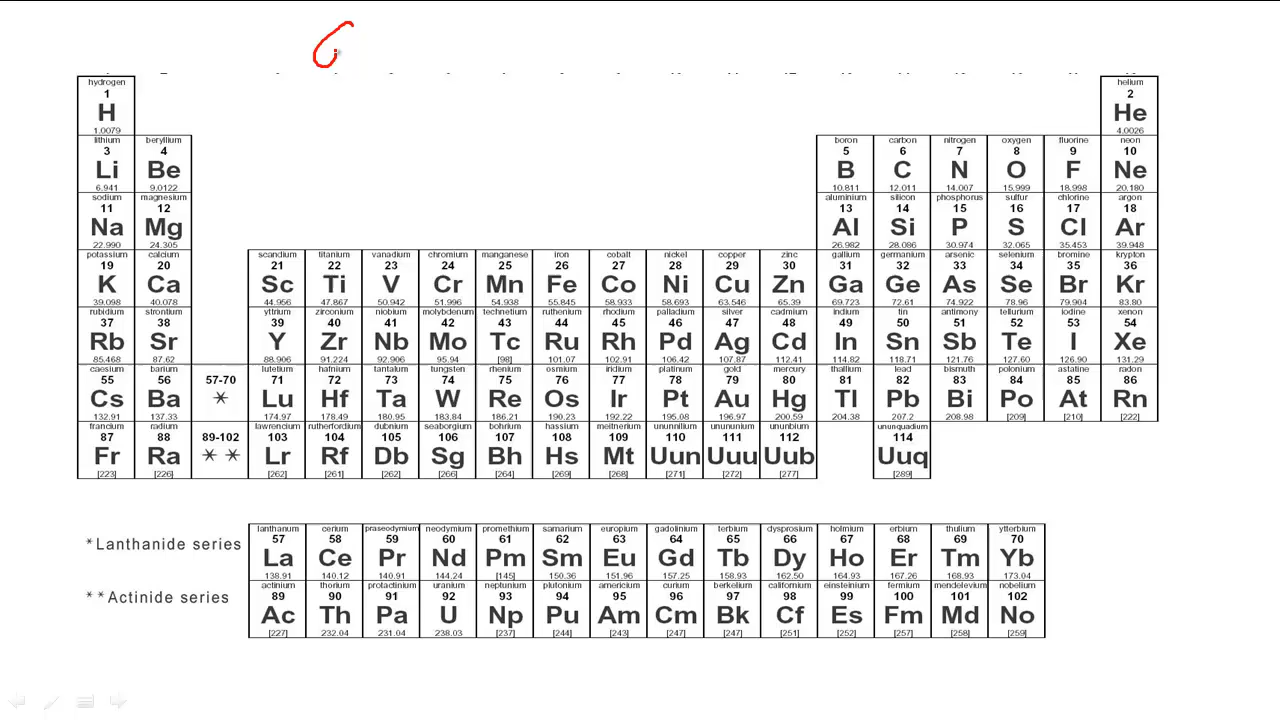 hydrogen helium
1 2
H He
1.0079 4.0026
lithium beryllium boron carbon nitrogen oxygen fluorine neon
3 4 5 6 7 8 9 10
Li Be B C N O F Ne
6.941 9.0122 10.811 12.011 14.007 15.999 18.998 20.180
sodium magnesium aluminium silicon phosphorus sulfur chlorine argon
11 12 13 14 15 16 17 18
Na Mg Al Si P S Cl Ar
22.990 24.305 26.982 28.086 30.974 32.065 35.453 39.948
potassium calcium scandium titanium vanadium chromium manganese iron cobalt nickel copper zinc gallium germanium arsenic selenium bromine krypton
19 20 21 22 23 24 25 26 27 28 29 30 31 32 33 34 35 36
K Ca Sc Ti V Cr Mn Fe Co Ni Cu Zn Ga Ge As Se Br Kr
39.098 40.078 44.956 47.867 50.942 51.996 54.938 55.845 58.933 58.693 63.546 65.39 69.723 72.61 74.922 78.96 79.904 83.80
rubidium strontium yttrium zirconium niobium molybdenum technetium ruthenium rhodium palladium silver cadmium indium tin antimony tellurium iodine xenon
37 38 39 40 41 42 43 44 45 46 47 48 49 50 51 52 53 54
Rb Sr Y Zr Nb Mo Tc Ru Rh Pd Ag Cd In Sn Sb Te I Xe
85.468 87.62 88.906 91.224 92.906 95.94 [98] 101.07 102.91 106.42 107.87 112.41 114.82 118.71 121.76 127.60 126.90 131.29
caesium barium lutetium hafnium tantalum tungsten rhenium osmium iridium platinum gold mercury thallium lead bismuth polonium astatine radon
55 56 57-70 71 72 73 74 75 76 77 78 79 80 81 82 83 84 85 86
Cs Ba * Lu Hf Ta W Re Os Ir Pt Au Hg Tl Pb Bi Po At Rn
132.91 137.33 174.97 178.49 180.95 183.84 186.21 190.23 192.22 195.08 196.97 200.59 204.38 207.2 208.98 [209] [210] [222]
francium radium lawrencium rutherfordium dubnium seaborgium bohrium hassium meitnerium ununnilium unununium ununbium ununquadium
87 88 89-102 103 104 105 106 107 108 109 110 111 112 114
Fr Ra * * Lr Rf Db Sg Bh Hs Mt Uun Uuu Uub Uuq
[223] [226] [262] [261] [262] [266] [264] [269] [268] [271] [272] [277] [289]
lanthanum cerium praseodymium neodymium promethium samarium europium gadolinium terbium dysprosium holmium erbium thulium ytterbium
57 58 59 60 61 62 63 64 65 66 67 68 69 70
*Lanthanide series La Ce Pr Nd Pm Sm Eu Gd Tb Dy Ho Er Tm Yb
138.91 140.12 140.91 144.24 [145] 150.36 151.96 157.25 158.93 162.50 164.93 167.26 168.93 173.04
actinium thorium protactinium uranium neptunium plutonium americium curium berkelium californium einsteinium fermium mendelevium nobelium
89 90 91 92 93 94 95 96 97 98 99 100 101 102
**Actinide series Ac Th Pa U Np Pu Am Cm Bk Cf Es Fm Md No
[227] 232.04 231.04 238.03 [237] [244] [243] [247] [247] [251] [252] [257] [258] [259]